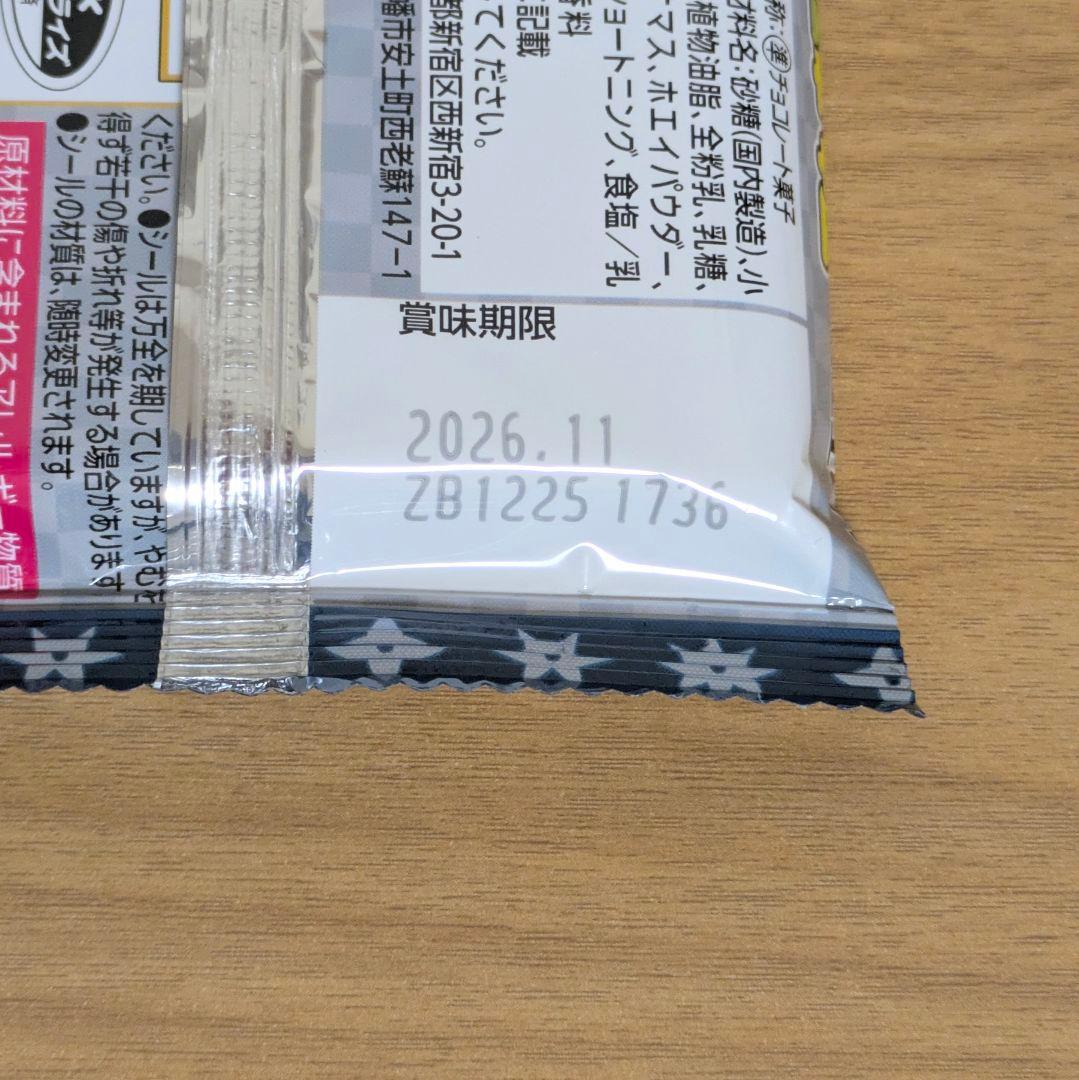 称:準チョコレート菓子
材料名:砂糖(国内製造)、小
植物油脂、全粉乳、乳糖、
ーマス、ホエイパウダー、
ョートニング、食塩/乳
香料
記載
ってください。
都新宿区西新宿3-20-1
幡市安土町西老蘇147-1
賞味期限
2026.11
ZB1225 1736
ライス
ください。●シールは万全を期していますが、やむを
得ず若干の傷や折れ等が発生する場合があります
●シールの材質は、随時変更されます。
原材料に含まれるアレルギー物質